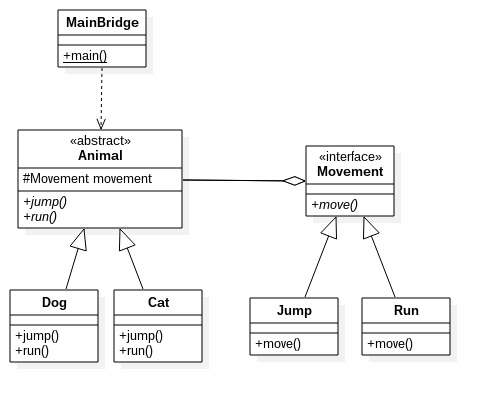 MainBridge
+main()
«abstract»
Animal
#Movement movement
+jump()
+run()
«interface»
Movement
+move()
Dog
+jump()
+run()
Cat
+jump()
+run()
Jump
+move()
Run
+move()